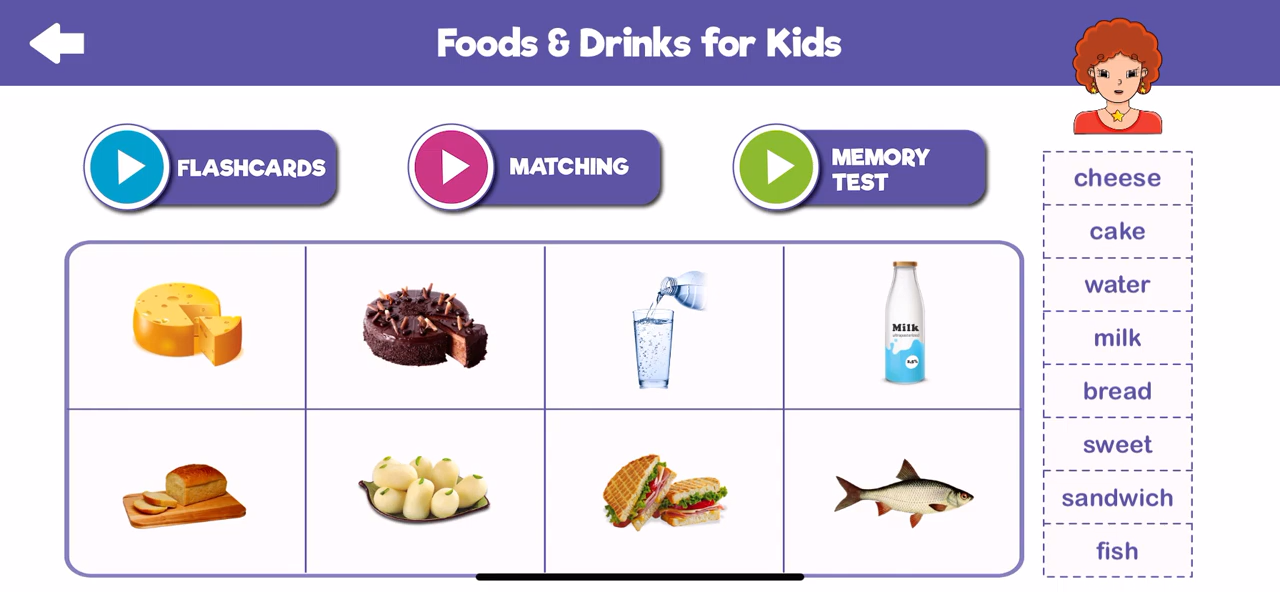 Foods & Drinks for Kids
FLASHCARDS
MATCHING
MEMORY
TEST
Milk
cheese
cake
water
milk
bread
sweet
sandwich
fish